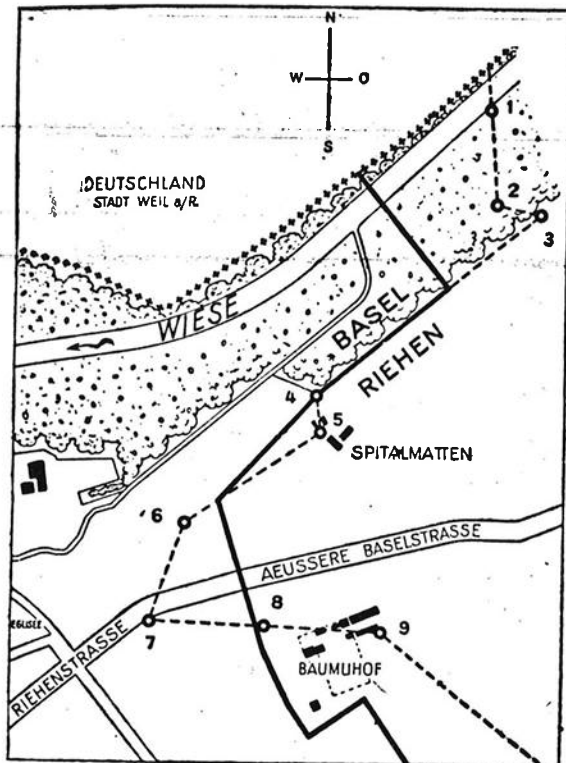 N
W O
S
1
DEUTSCHLAND
STADT WEIL a/R.
2
3
WIESE
BASEL
RIEHEN
4
5
SPITALMATTEN
6
AEUSSERE BASELSTRASSE
8
EGLISEE
7
9
RIEHENSTRASSE
BAUMUHOF